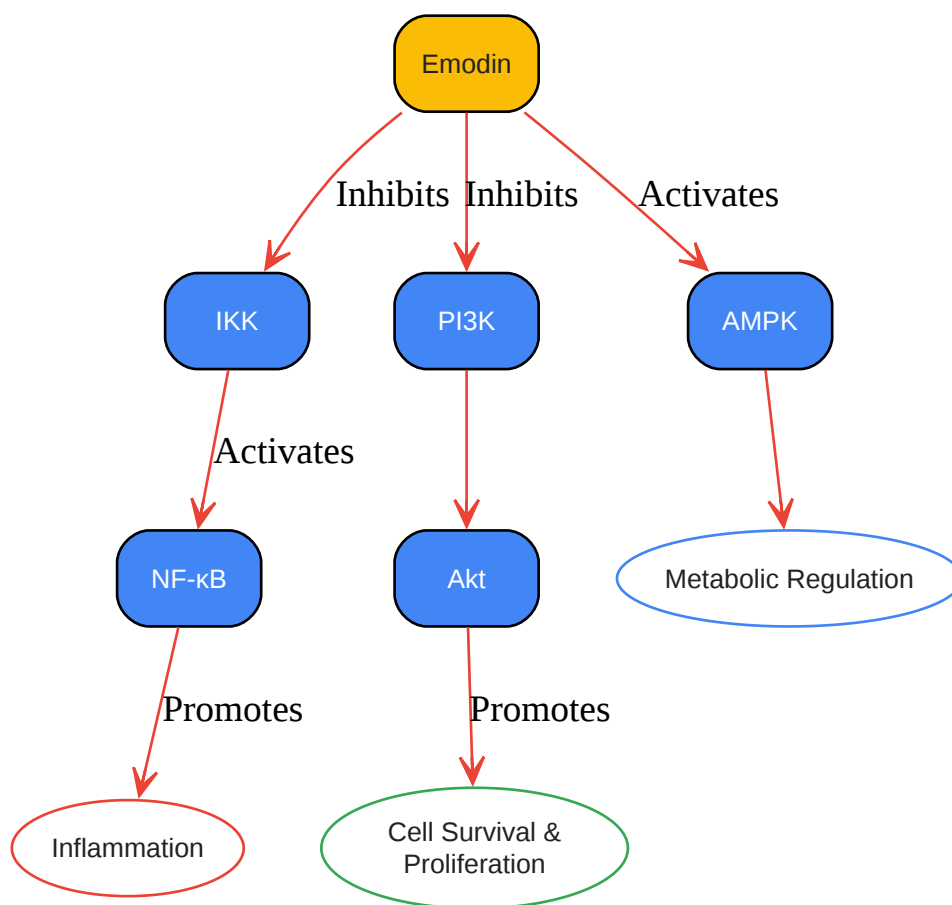 Emodin
Inhibits
Inhibits
Activates
IKK
PI3K
AMPK
Activates
NF-κB
Akt
Metabolic Regulation
Promotes
Promotes
Inflammation
Cell Survival &
Proliferation